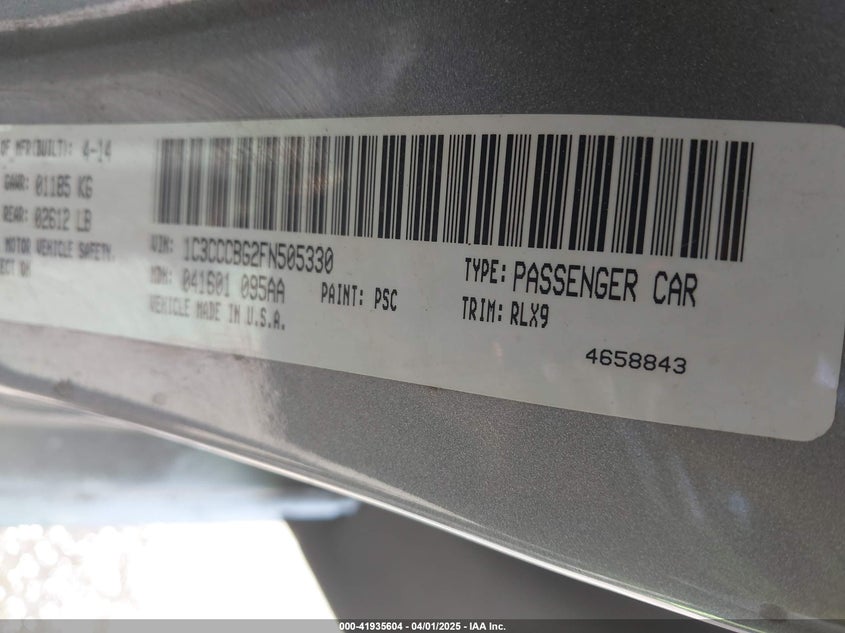 OF MFR(BUILT): 4-14
GAWR: 01185 KG
REAR: 02612 LB
MOTOR VEHICLE SAFETY,
VIN: 1C3CCCBG2FN505330
MDH: 041601 095AA
PAINT: PSC
VEHICLE MADE IN U.S.A.
TYPE: PASSENGER CAR
TRIM: RLX9
4658843
000-41935604 - 04/01/2025 - IAA Inc.